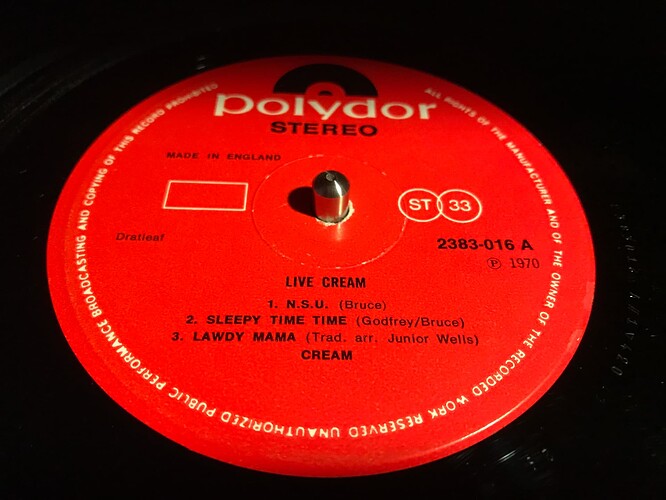 polydor
STEREO
MADE IN ENGLAND
ST 33
Dratleaf
2383-016 A
℗ 1970
LIVE CREAM
1. N.S.U. (Bruce)
2. SLEEPY TIME TIME (Godfrey/Bruce)
3. LAWDY MAMA (Trad. arr. Junior Wells)
CREAM
ALL RIGHTS OF THE MANUFACTURER AND OF THE OWNER OF THE RECORDED WORK RESERVED UNAUTHORIZED PUBLIC PERFORMANCE BROADCASTING AND COPYING OF THIS RECORD PROHIBITED